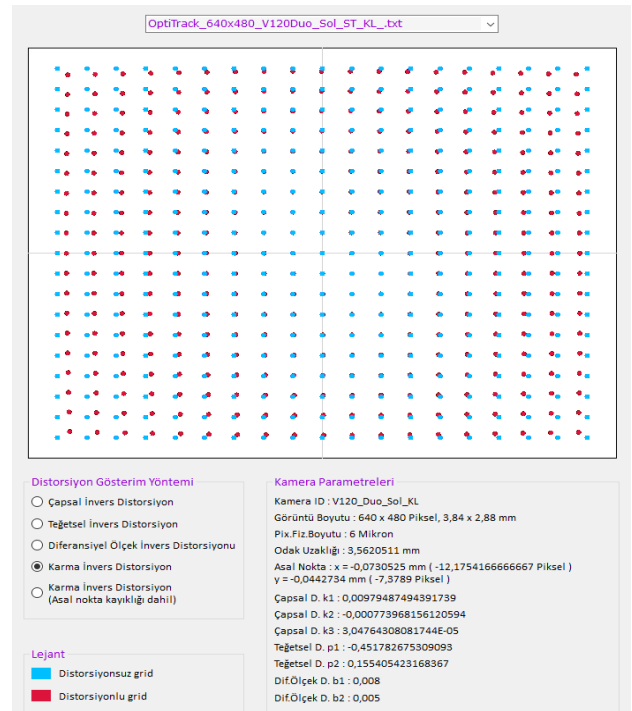 OptiTrack_640x480_V120Duo_Sol_ST_KL_.txt
Distorsiyon Gösterim Yöntemi
Çapsal İnvers Distorsiyon
Teğetsel İnvers Distorsiyon
Diferansiyel Ölçek İnvers Distorsiyonu
Karma İnvers Distorsiyon
Karma İnvers Distorsiyon
(Asal nokta kayıklığı dahil)
Lejant
Distorsiyonsuz grid
Distorsiyonlu grid
Kamera Parametreleri
Kamera ID : V120_Duo_Sol_KL
Görüntü Boyutu : 640 x 480 Piksel, 3,84 x 2,88 mm
Pix.Fiz.Boyutu : 6 Mikron
Odak Uzaklığı : 3,5620511 mm
Asal Nokta : x = -0,0730525 mm ( -12,1754166666667 Piksel )
y = -0,0442734 mm ( -7,3789 Piksel )
Çapsal D. k1 : 0,00979487494391739
Çapsal D. k2 : -0,000773968156120594
Çapsal D. k3 : 3,04764308081744E-05
Teğetsel D. p1 : -0,451782675309093
Teğetsel D. p2 : 0,155405423168367
Dif.Ölçek D. b1 : 0,008
Dif.Ölçek D. b2 : 0,005